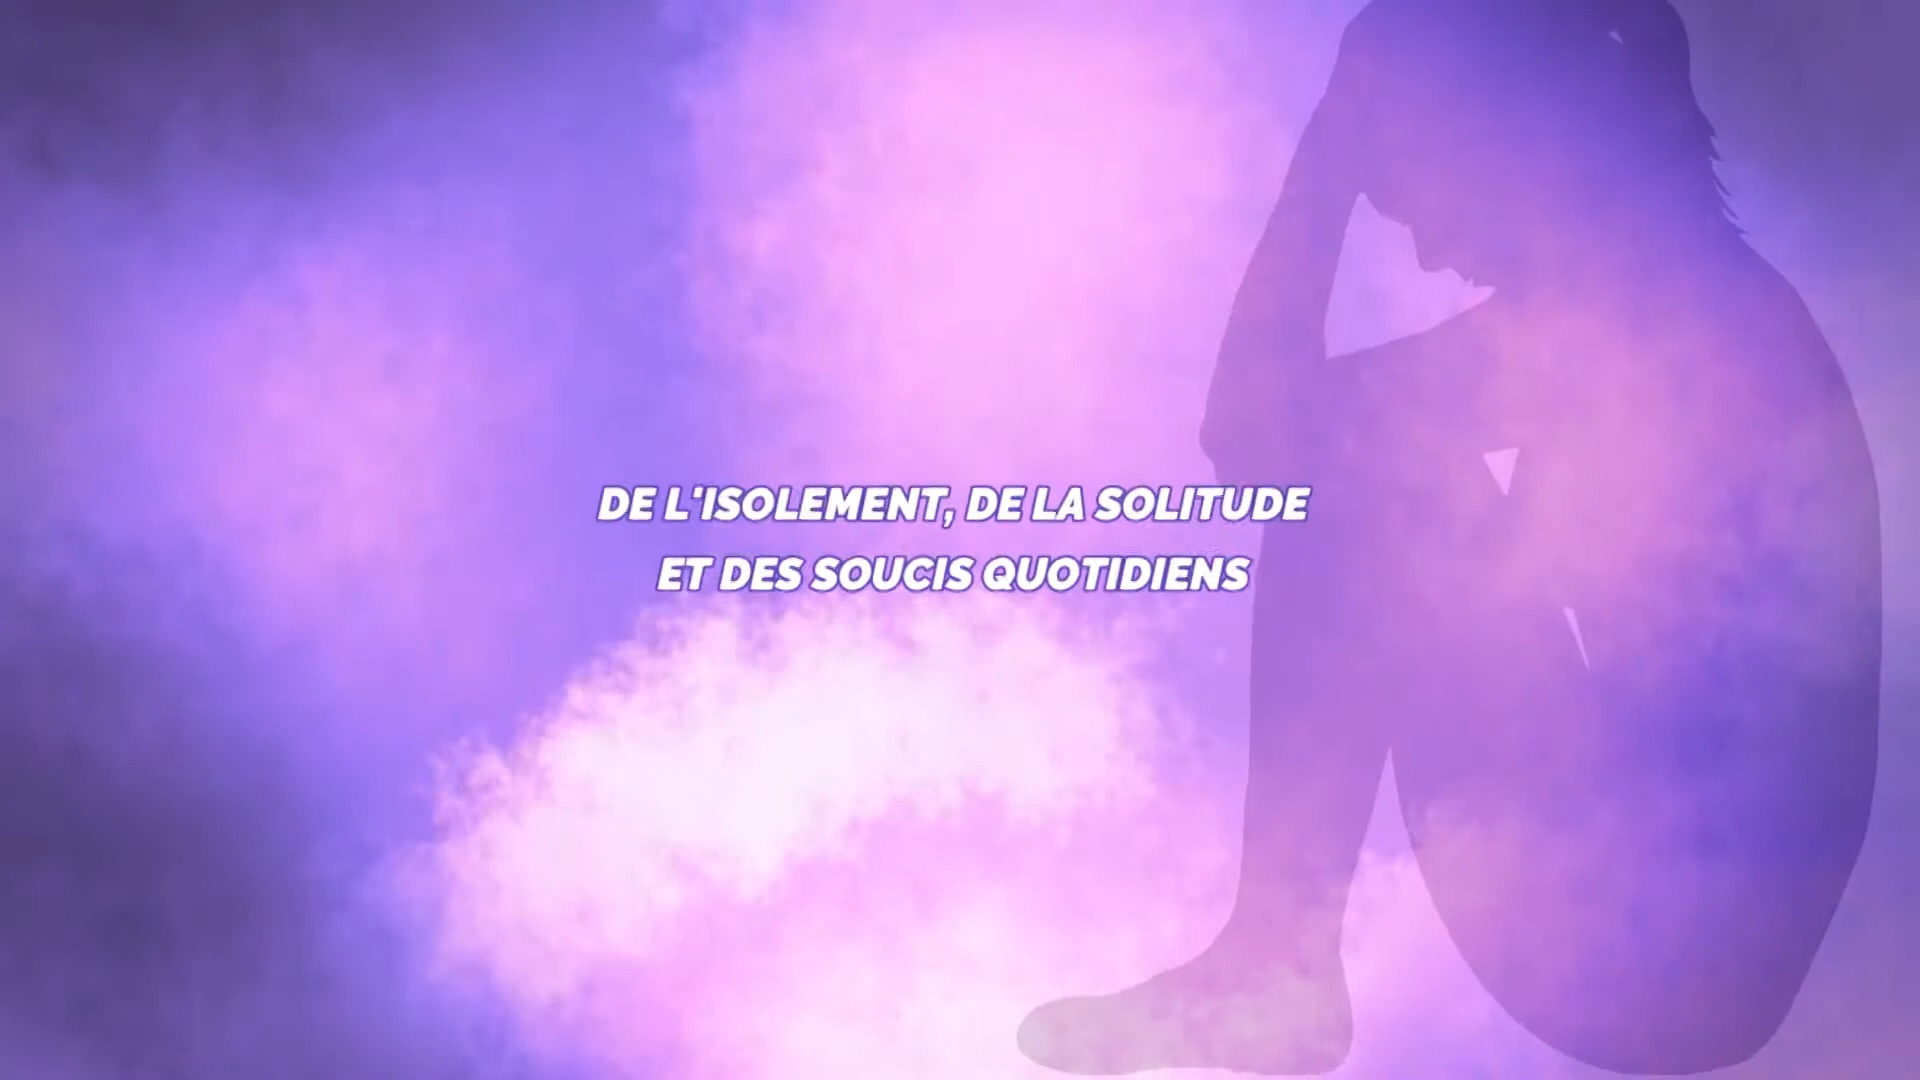 DE L'ISOLEMENT, DE LA SOLITUDE
ET DES SOUCIS QUOTIDIENS